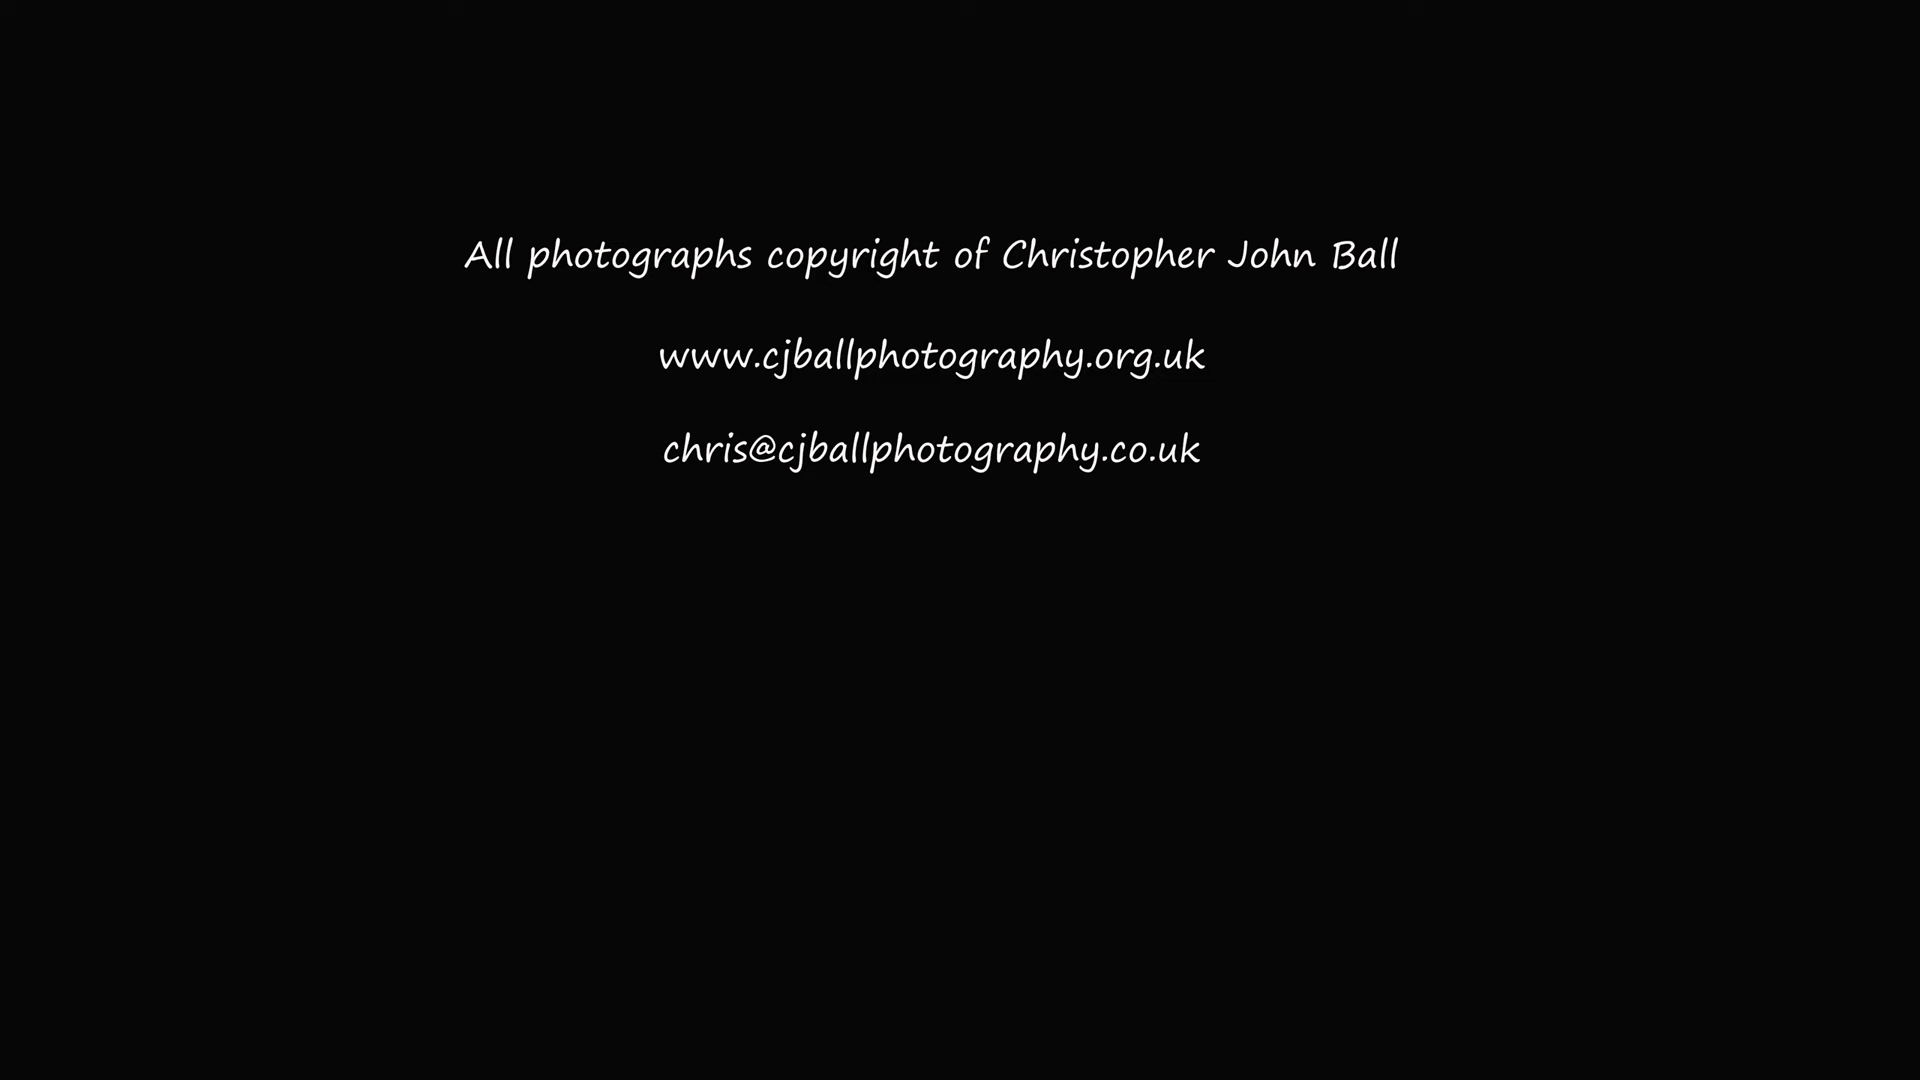 All photographs copyright of Christopher John Ball
www.cjballphotography.org.uk
chris@cjballphotography.co.uk